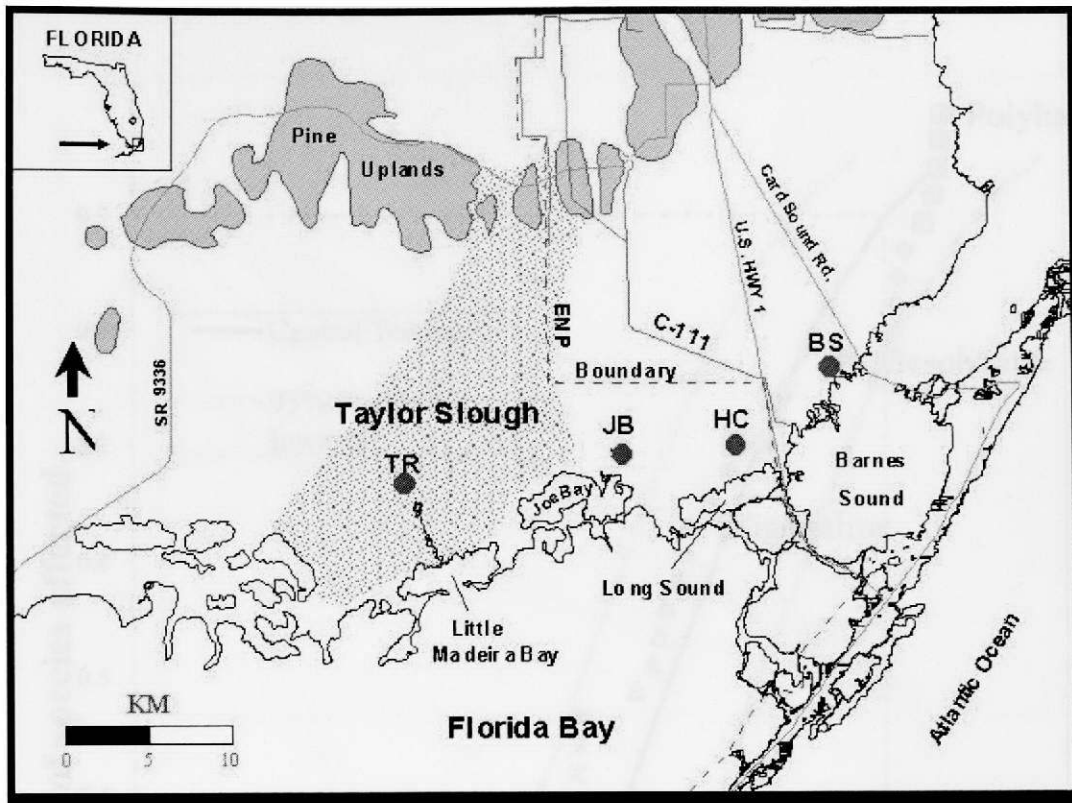 FLORIDA
Pine
Uplands
Card Sound Rd.
U.S. HWY 1
ENP
C-111
Boundary
SR 9336
N
BS
Taylor Slough
JB
HC
TR
Barnes
Sound
Joe Bay
Long Sound
Little
Madeira Bay
KM
0 5 10
Florida Bay
Atlantic Ocean